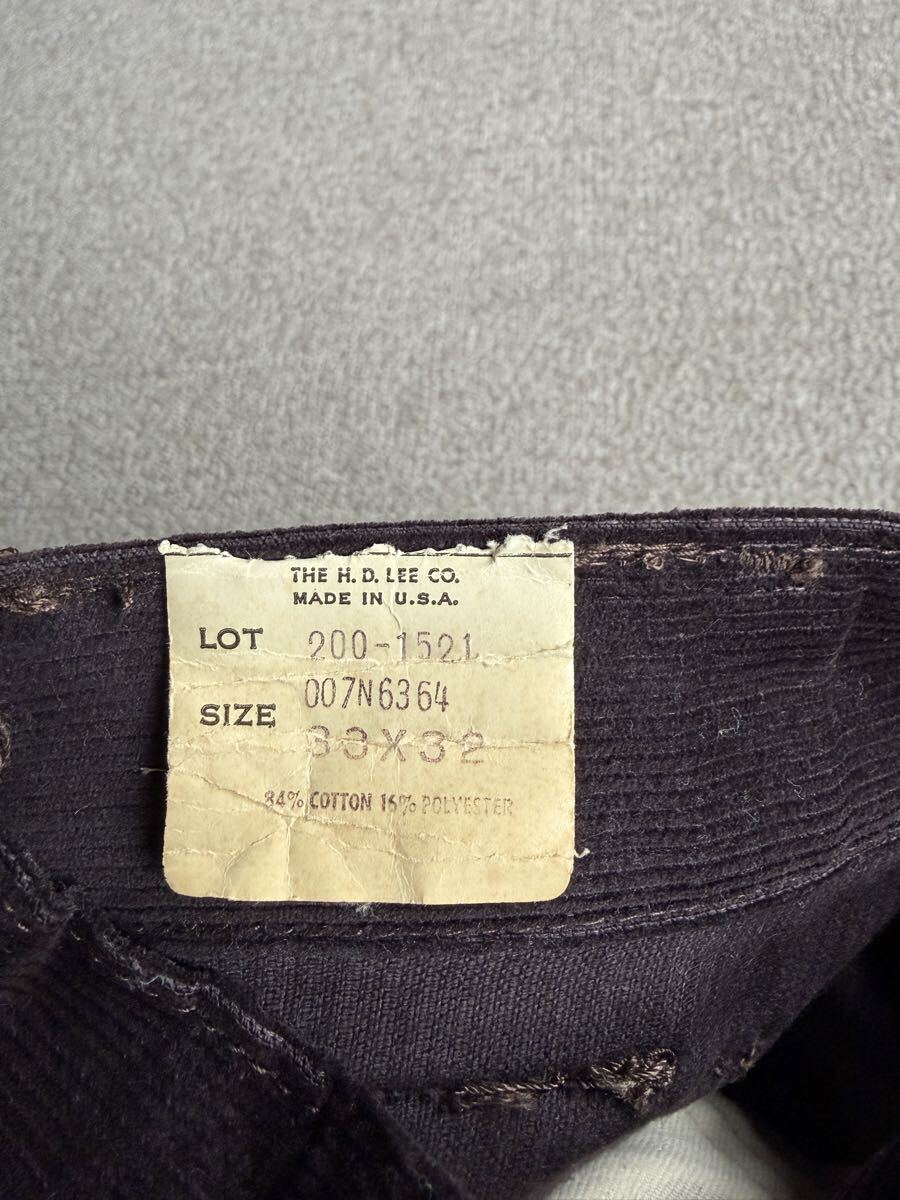 THE H. D. LEE CO.
MADE IN U.S.A.
LOT 200-1521
007N6364
SIZE 33X32
84% COTTON 16% POLYESTER